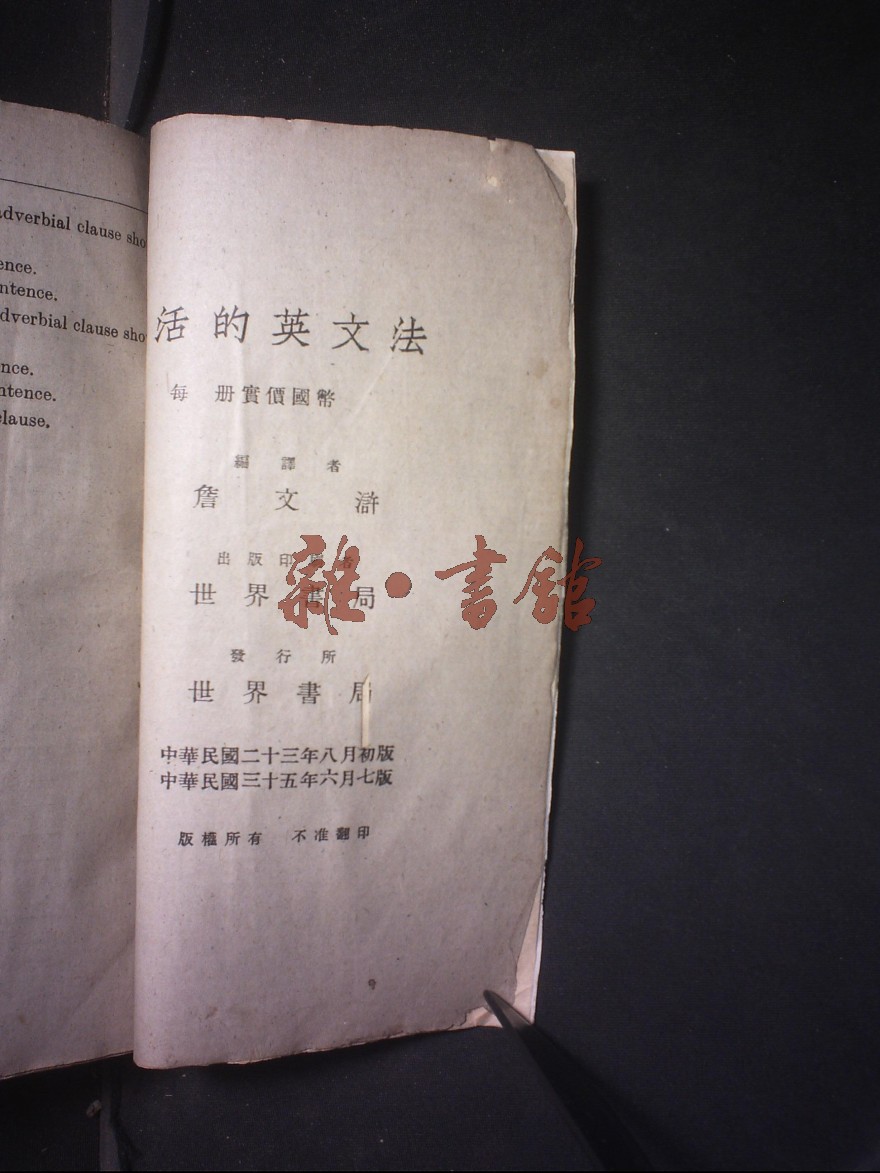 adverbial clause sho
ence.
ntence.
dverbial clause sho
nce.
ntence.
clause.
活的英文法
每 册實價國幣
編譯者
詹文滸
出版印者
世界書局
發行所
世界書局
中華民國二十三年八月初版
中華民國三十五年六月七版
版權所有 不准翻印
雜·書館